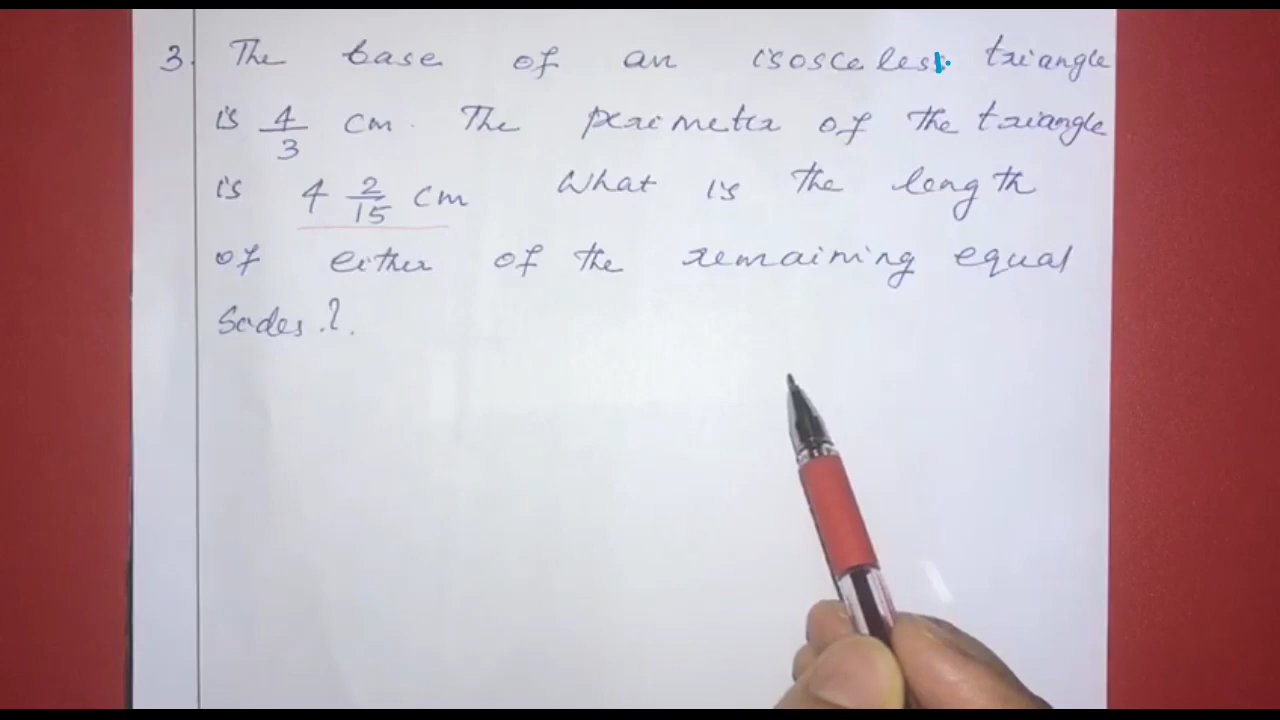 3. The base of an isosceles triangle
is 4/3 cm. The perimeter of the triangle
is 4 2/15 cm What is the length
of either of the remaining equal
Sades.?.